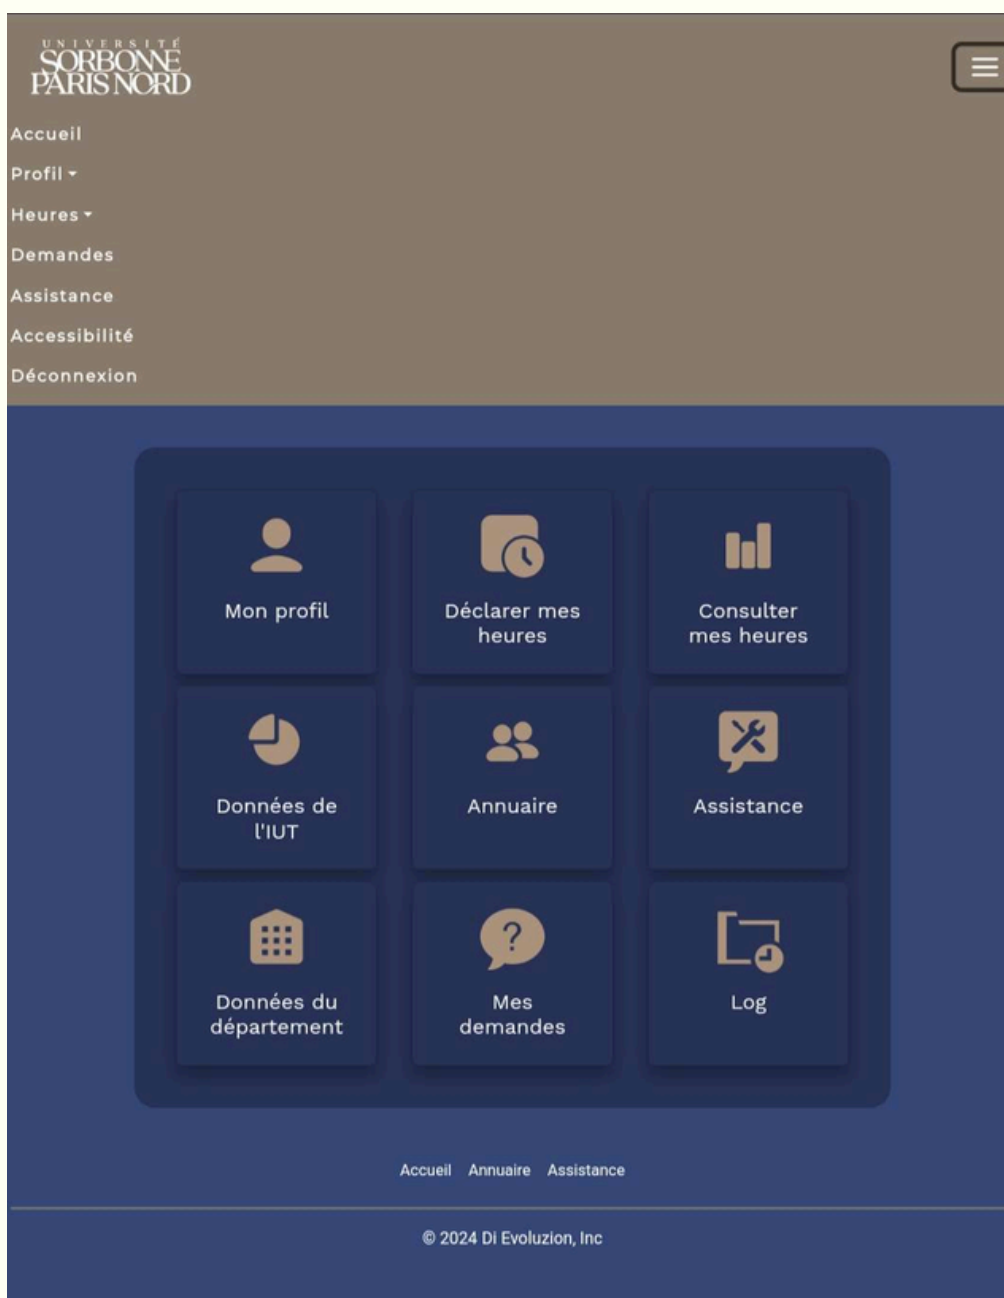 UNIVERSITÉ
SORBONNE
PARIS NORD
Accueil
Profil
Heures
Demandes
Assistance
Accessibilité
Déconnexion
Mon profil
Déclarer mes
heures
Consulter
mes heures
Données de
l'IUT
Annuaire
Assistance
Données du
département
?
Mes
demandes
Log
Accueil Annuaire Assistance
© 2024 Di Evoluzion, Inc